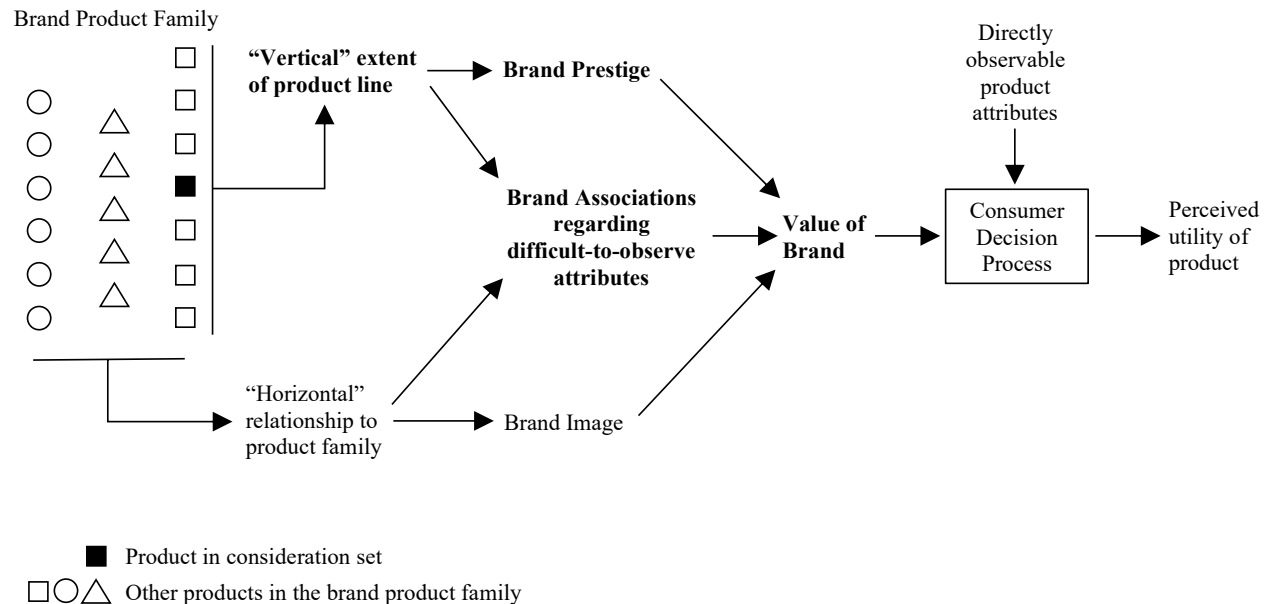 Brand Product Family
“Vertical” extent
of product line
Brand Prestige
Directly
observable
product
attributes
Brand Associations
regarding
difficult-to-observe
attributes
Value of
Brand
Consumer
Decision
Process
Perceived
utility of
product
“Horizontal”
relationship to
product family
Brand Image
Product in consideration set
Other products in the brand product family